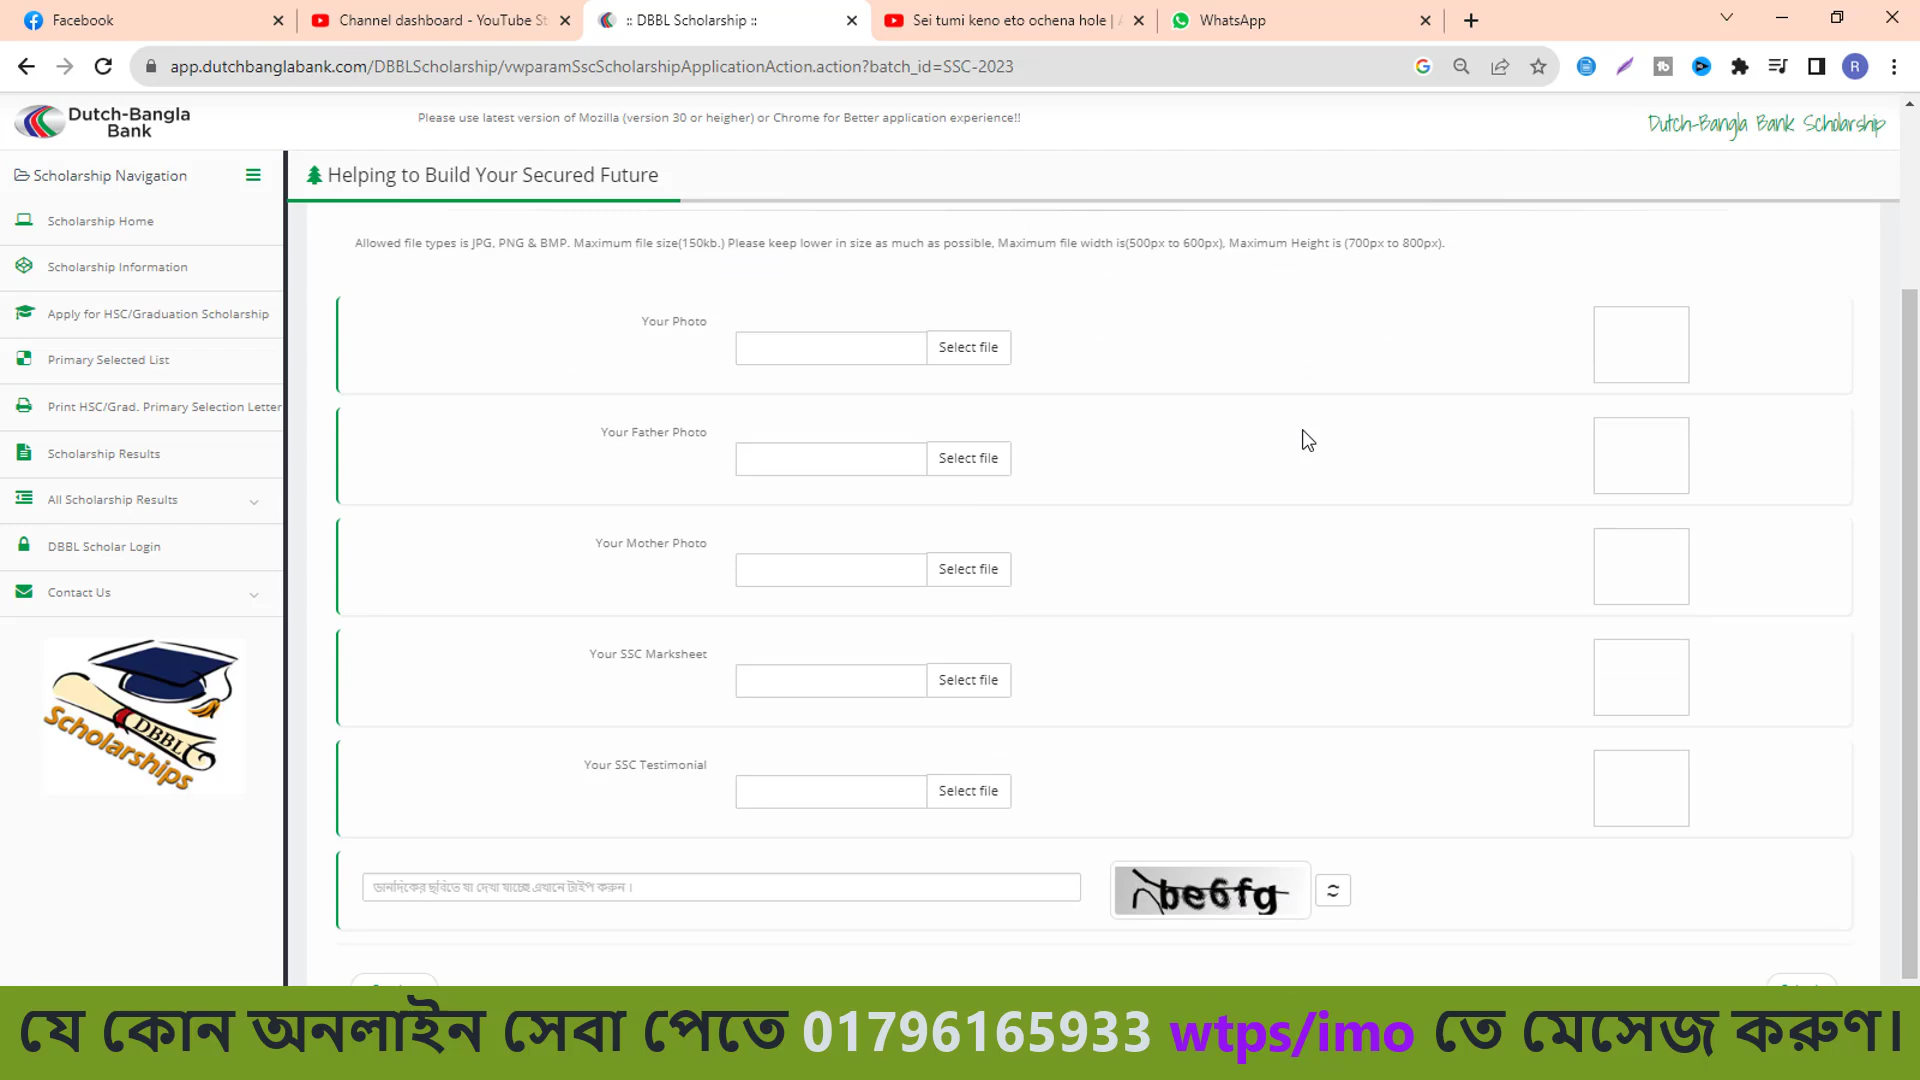 Facebook
Channel dashboard - YouTube St
:: DBBL Scholarship ::
Sei tumi keno eto ochena hole |
WhatsApp
app.dutchbanglabank.com/DBBLScholarship/vwparamSscScholarshipApplicationAction.action?batch_id=SSC-2023
R
Dutch-Bangla
Bank
Please use latest version of Mozilla (version 30 or heigher) or Chrome for Better application experience!!
Dutch-Bangla Bank Scholarship
Scholarship Navigation
Helping to Build Your Secured Future
Scholarship Home
Scholarship Information
Apply for HSC/Graduation Scholarship
Primary Selected List
Print HSC/Grad. Primary Selection Letter
Scholarship Results
All Scholarship Results
DBBL Scholar Login
Contact Us
DBBL
Scholarships
Allowed file types is JPG, PNG & BMP. Maximum file size(150kb.) Please keep lower in size as much as possible, Maximum file width is(500px to 600px), Maximum Height is (700px to 800px).
Your Photo
Select file
Your Father Photo
Select file
Your Mother Photo
Select file
Your SSC Marksheet
Select file
Your SSC Testimonial
Select file
ডানদিকের ছবিতে যা দেখা যাচ্ছে এখানে টাইপ করুন ।
be6fg
যে কোন অনলাইন সেবা পেতে 01796165933 wtps/imo তে মেসেজ করুণ।